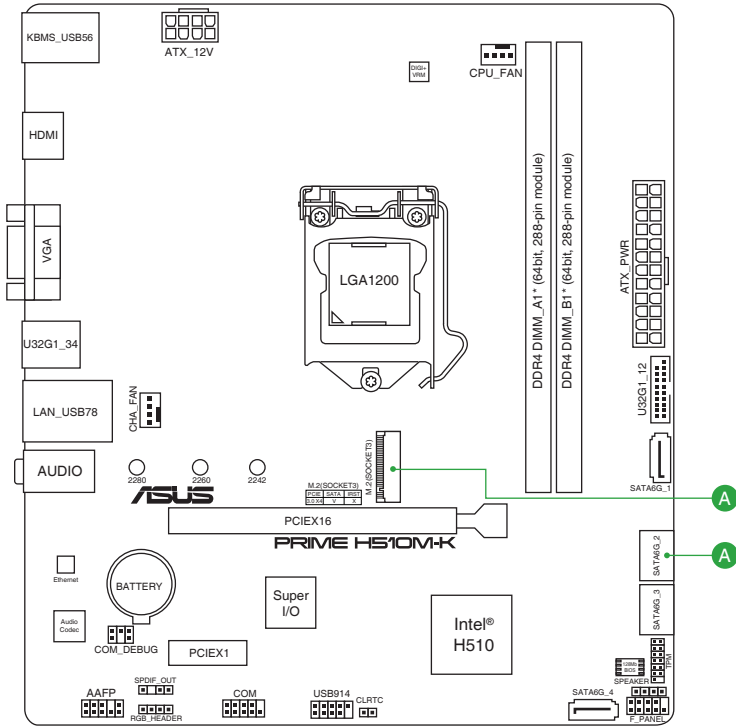 KBMS_USB56
ATX_12V
DIGI+
VRM
CPU_FAN
HDMI
VGA
LGA1200
DDR4 DIMM_A1* (64bit, 288-pin module)
DDR4 DIMM_B1* (64bit, 288-pin module)
ATX_PWR
U32G1_34
U32G1_12
LAN_USB78
CHA_FAN
AUDIO
2280
2260
2242
M.2(SOCKET3)
SATA6G_1
ASUS
M.2(SOCKET3)
PCIE SATA IRST
3.0 X4 V X
A
PCIEX16
PRIME H510M-K
A
SATA6G_2
Ethernet
BATTERY
Super
I/O
Intel®
H510
SATA6G_3
Audio
Codec
COM_DEBUG
PCIEX1
128Mb
BIOS
TPM
SPEAKER
SPDIF_OUT
AAFP
RGB_HEADER
COM
USB914
CLRTC
SATA6G_4
F_PANEL